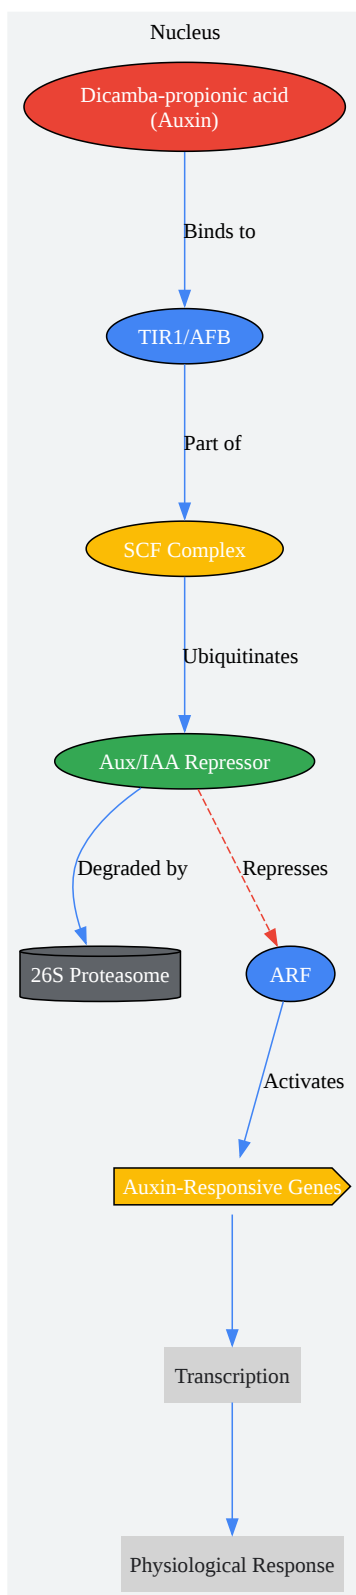 Nucleus
Dicamba-propionic acid
(Auxin)
Binds to
TIR1/AFB
Part of
SCF Complex
Ubiquitinates
Aux/IAA Repressor
Degraded by
Represses
26S Proteasome
ARF
Activates
Auxin-Responsive Genes
Transcription
Physiological Response